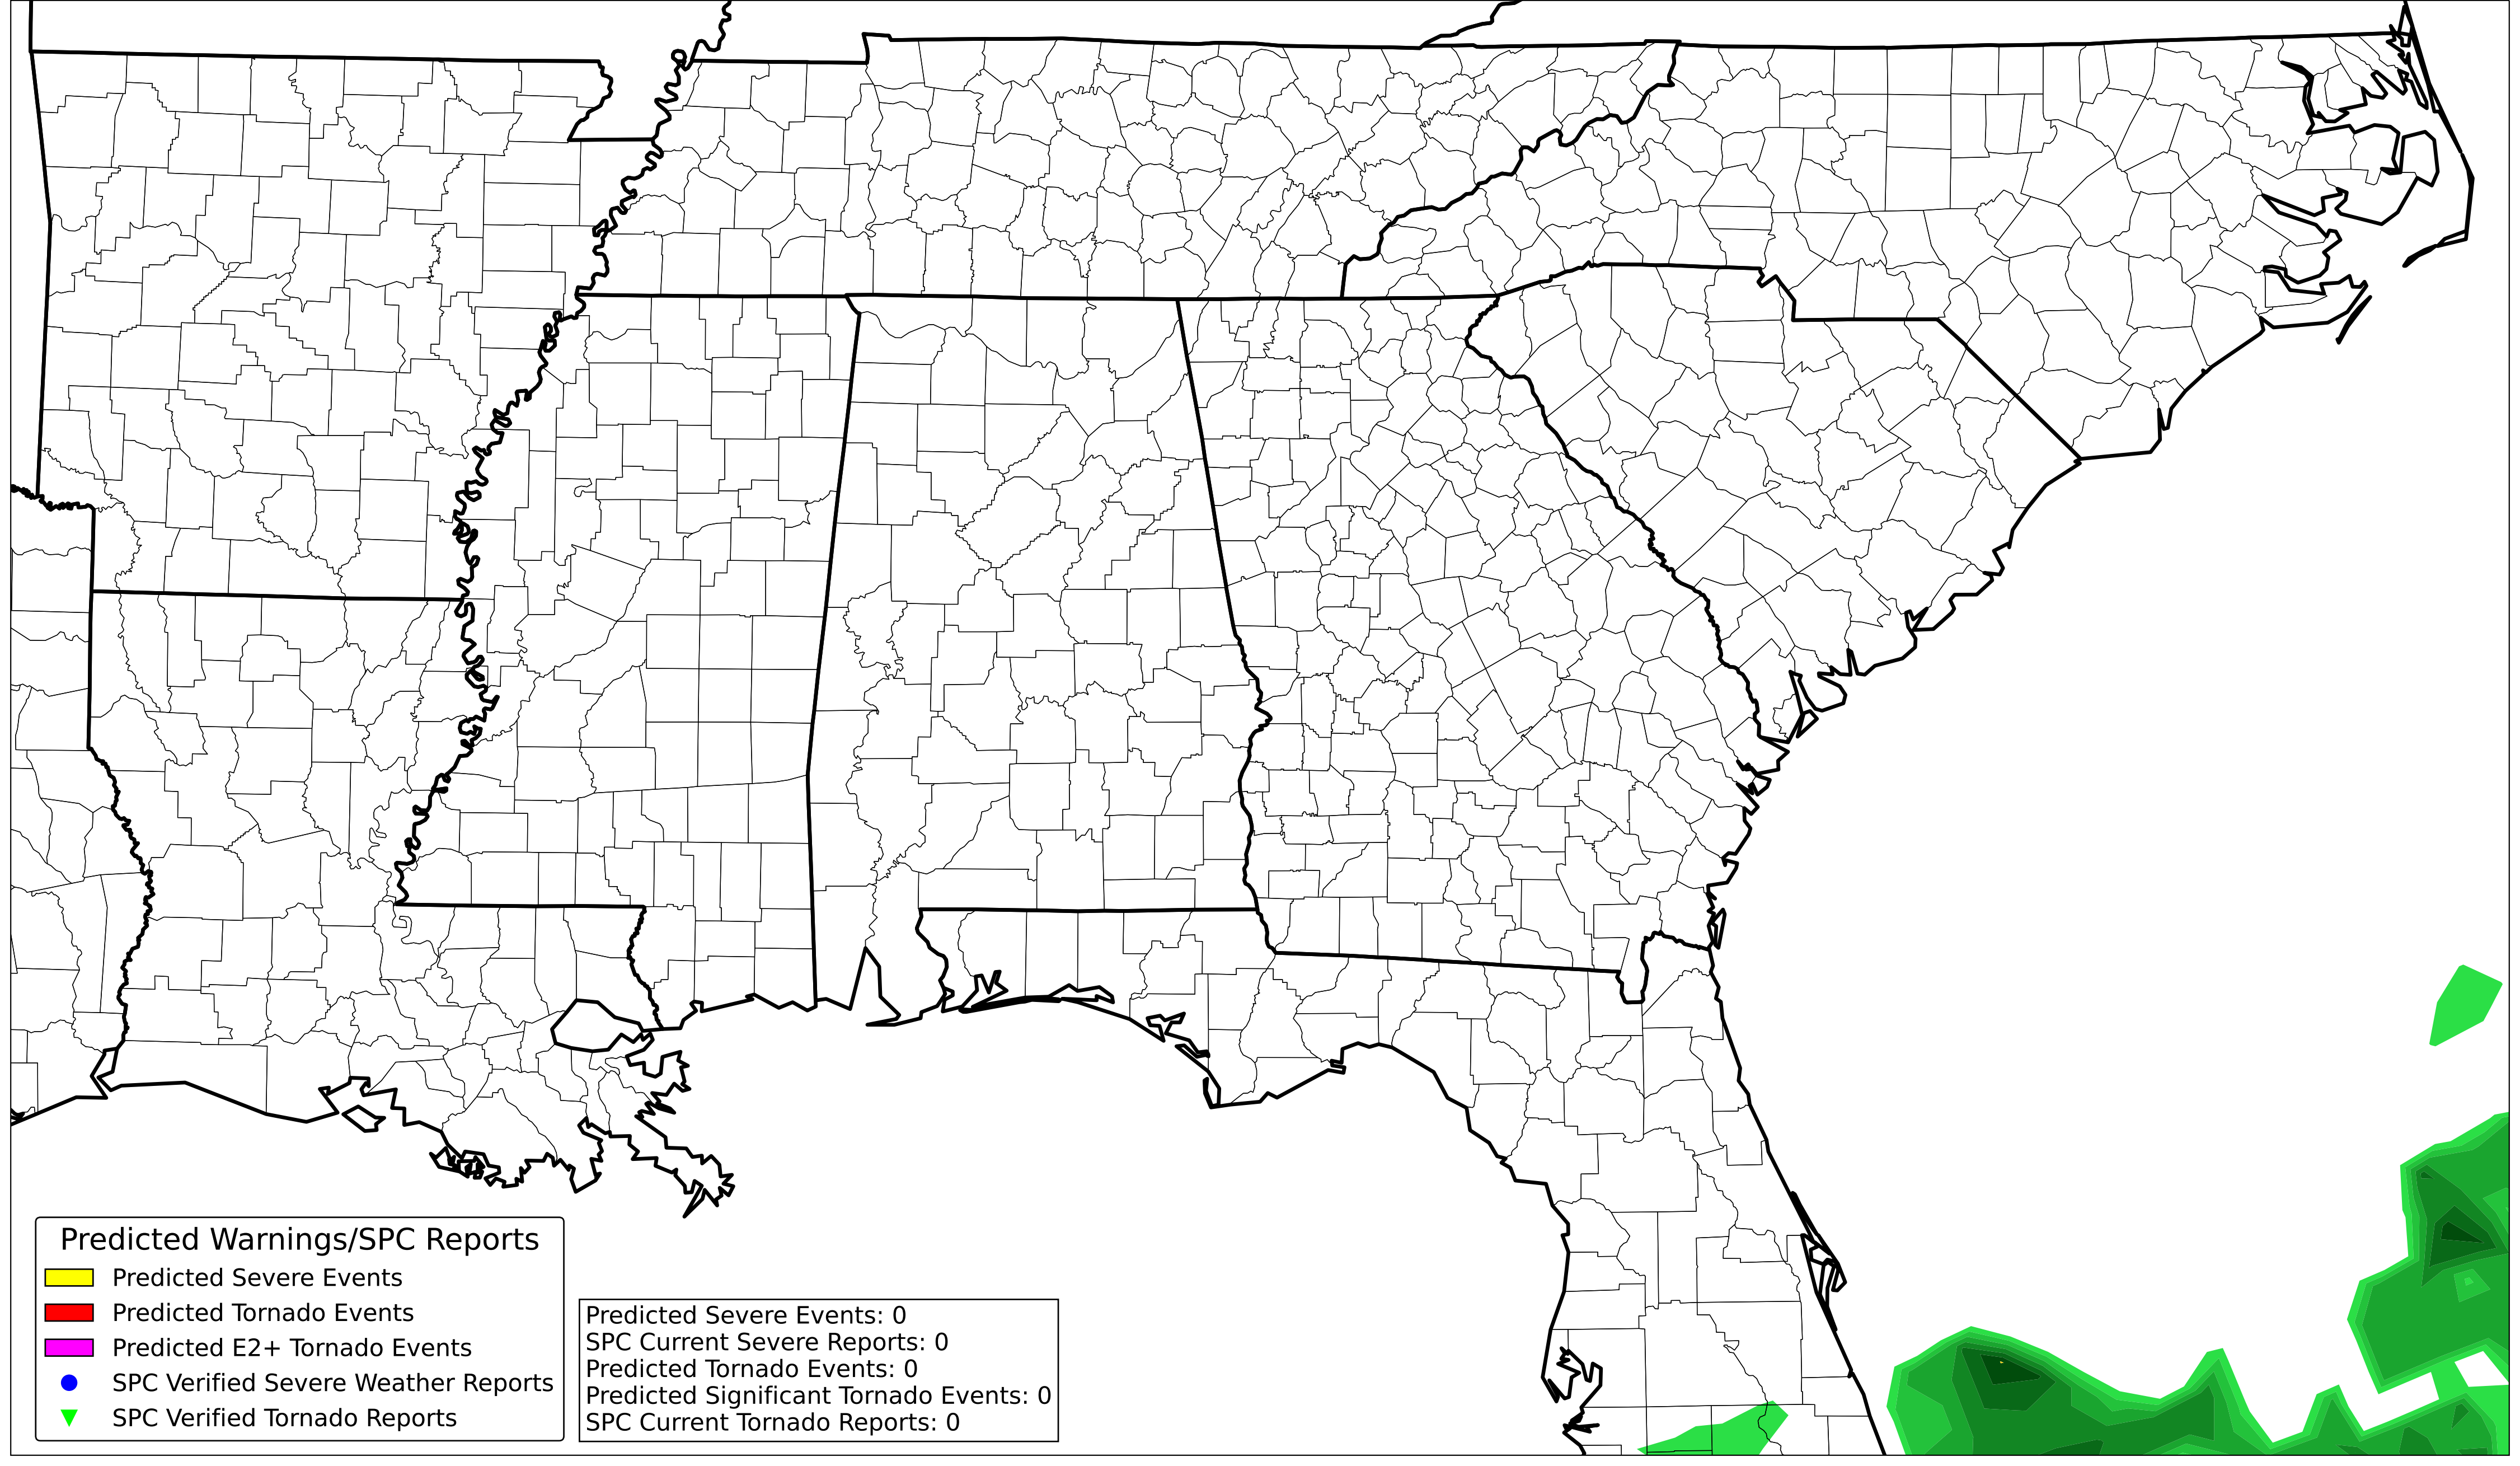 Predicted Warnings/SPC Reports
Predicted Severe Events
Predicted Tornado Events
Predicted E2+ Tornado Events
SPC Verified Severe Weather Reports
SPC Verified Tornado Reports
Predicted Severe Events: 0
SPC Current Severe Reports: 0
Predicted Tornado Events: 0
Predicted Significant Tornado Events: 0
SPC Current Tornado Reports: 0